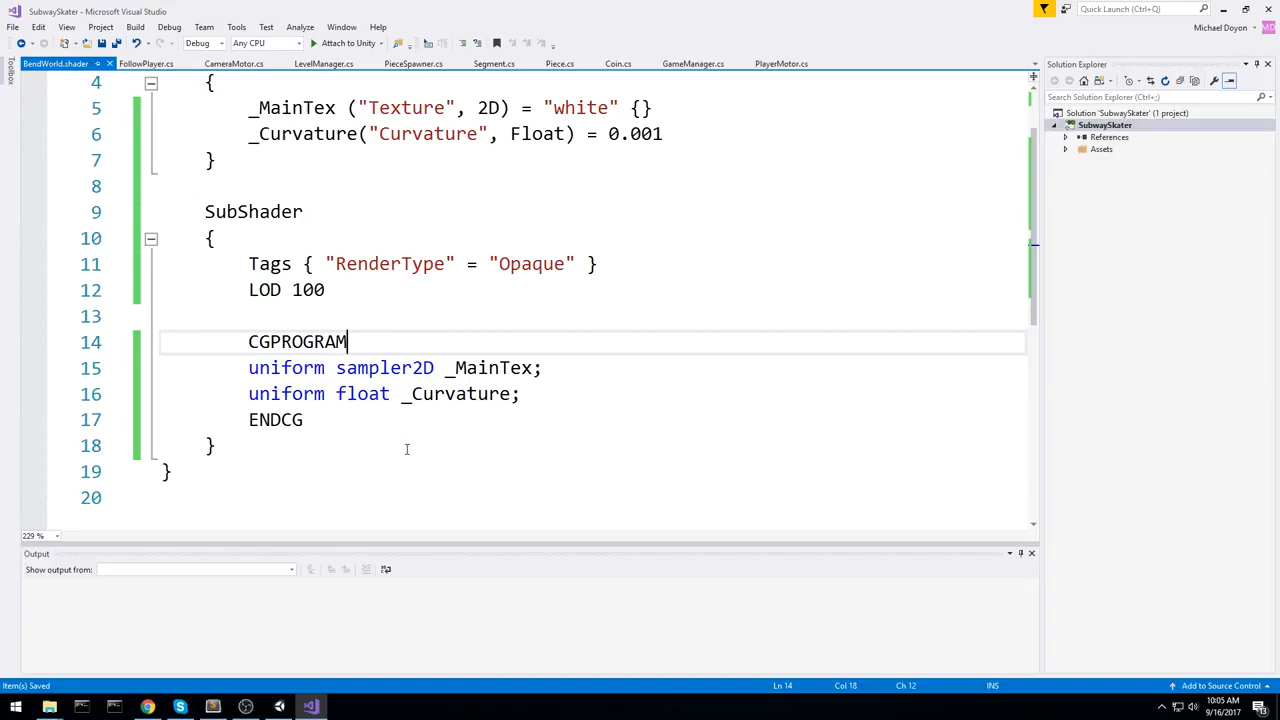 SubwaySkater - Microsoft Visual Studio
Quick Launch (Ctrl+Q)
File Edit View Project Build Debug Team Tools Test Analyze Window Help
Michael Doyon MD
Debug Any CPU Attach to Unity
BendWorld.shader FollowPlayer.cs CameraMotor.cs LevelManager.cs PieceSpawner.cs Segment.cs Piece.cs Coin.cs GameManager.cs PlayerMotor.cs
Toolbox
4 {
5 _MainTex ("Texture", 2D) = "white" {}
6 _Curvature("Curvature", Float) = 0.001
7 }
8
9 SubShader
10 {
11 Tags { "RenderType" = "Opaque" }
12 LOD 100
13
14 CGPROGRAM
15 uniform sampler2D _MainTex;
16 uniform float _Curvature;
17 ENDCG
18 }
19 }
20
229 %
Solution Explorer
Search Solution Explorer (Ctrl+;)
Solution 'SubwaySkater' (1 project)
SubwaySkater
References
Assets
Output
Show output from:
Item(s) Saved Ln 14 Col 18 Ch 12 INS Add to Source Control
10:05 AM
9/16/2017